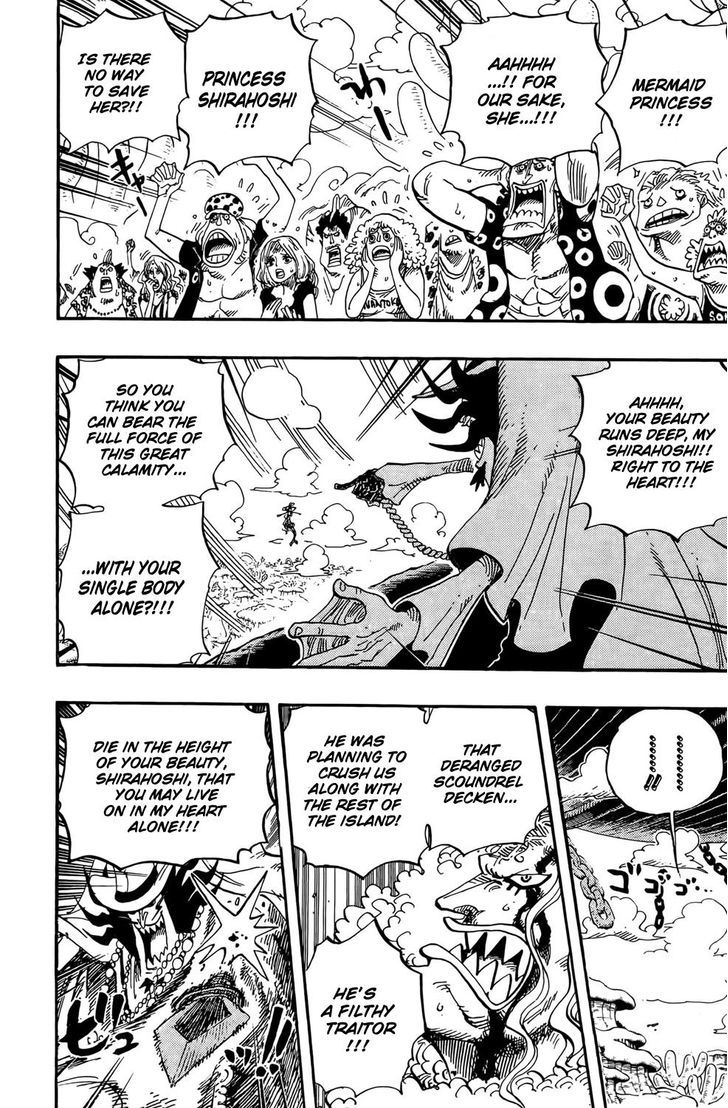 MERMAID
PRINCESS
!!!
AAHHHH
...!! FOR
OUR SAKE,
SHE...!!!
PRINCESS
SHIRAHOSHI
!!!
IS THERE
NO WAY
TO SAVE
HER?!!
AHHHH,
YOUR BEAUTY
RUNS DEEP, MY
SHIRAHOSHI!!
RIGHT TO THE
HEART!!!
SO YOU
THINK YOU
CAN BEAR THE
FULL FORCE OF
THIS GREAT
CALAMITY...
...WITH YOUR
SINGLE BODY
ALONE?!!!
!!
ゴゴ
THAT
DERANGED
SCOUNDREL
DECKEN...
HE WAS
PLANNING TO
CRUSH US
ALONG WITH
THE REST OF
THE ISLAND!
HE'S
A FILTHY
TRAITOR
!!!
DIE IN THE HEIGHT
OF YOUR BEAUTY,
SHIRAHOSHI, THAT
YOU MAY LIVE
ON IN MY HEART
ALONE!!!